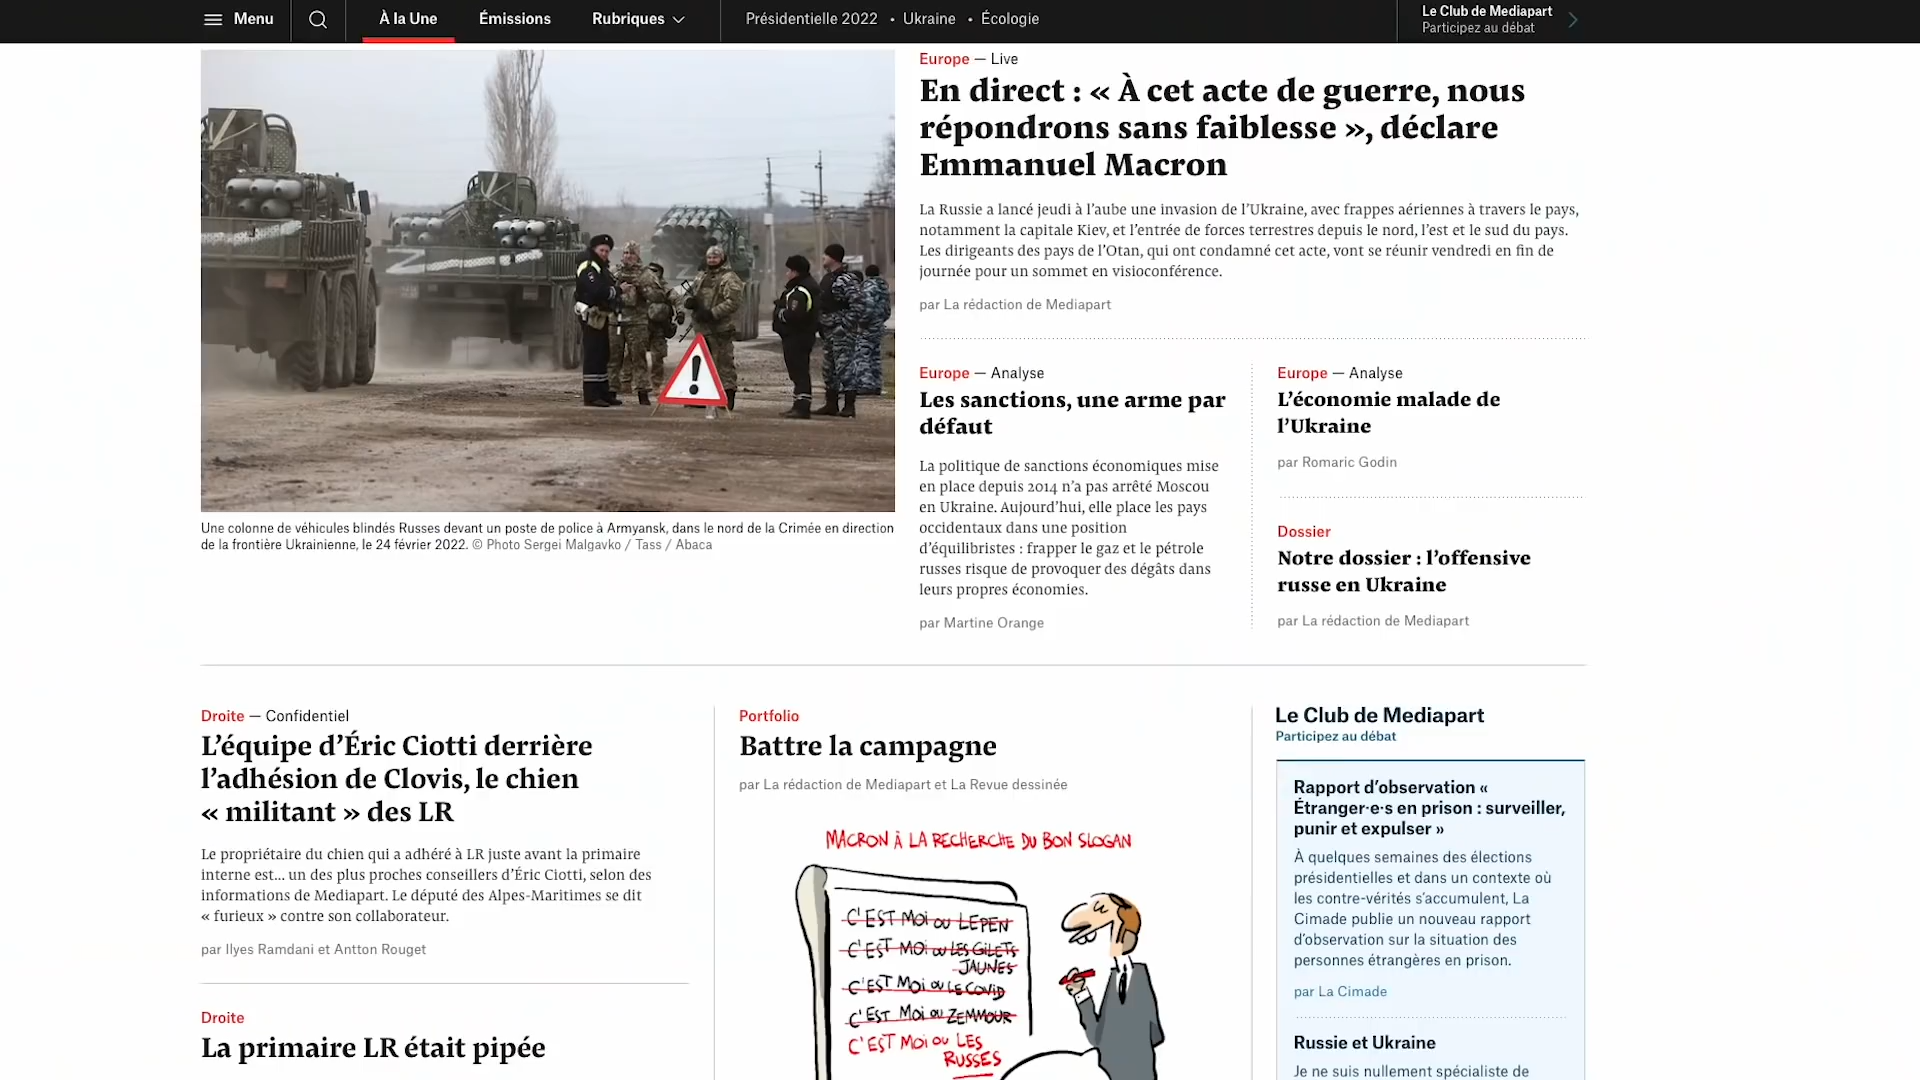 Menu
À la Une
Émissions
Rubriques
Présidentielle 2022 • Ukraine • Écologie
Le Club de Mediapart
Participez au débat
Europe — Live
En direct : « À cet acte de guerre, nous
répondrons sans faiblesse », déclare
Emmanuel Macron
La Russie a lancé jeudi à l’aube une invasion de l’Ukraine, avec frappes aériennes à travers le pays,
notamment la capitale Kiev, et l’entrée de forces terrestres depuis le nord, l’est et le sud du pays.
Les dirigeants des pays de l’Otan, qui ont condamné cet acte, vont se réunir vendredi en fin de
journée pour un sommet en visioconférence.
par La rédaction de Mediapart
Une colonne de véhicules blindés Russes devant un poste de police à Armyansk, dans le nord de la Crimée en direction
de la frontière Ukrainienne, le 24 février 2022. © Photo Sergei Malgavko / Tass / Abaca
Europe — Analyse
Les sanctions, une arme par
défaut
La politique de sanctions économiques mise
en place depuis 2014 n’a pas arrêté Moscou
en Ukraine. Aujourd’hui, elle place les pays
occidentaux dans une position
d’équilibristes : frapper le gaz et le pétrole
russes risque de provoquer des dégâts dans
leurs propres économies.
par Martine Orange
Europe — Analyse
L’économie malade de
l’Ukraine
par Romaric Godin
Dossier
Notre dossier : l’offensive
russe en Ukraine
par La rédaction de Mediapart
Droite — Confidentiel
L’équipe d’Éric Ciotti derrière
l’adhésion de Clovis, le chien
« militant » des LR
Le propriétaire du chien qui a adhéré à LR juste avant la primaire
interne est... un des plus proches conseillers d’Éric Ciotti, selon des
informations de Mediapart. Le député des Alpes-Maritimes se dit
« furieux » contre son collaborateur.
par Ilyes Ramdani et Antton Rouget
Droite
La primaire LR était pipée
Portfolio
Battre la campagne
par La rédaction de Mediapart et La Revue dessinée
MACRON À LA RECHERCHE DU BON SLOGAN
C'EST MOI OU LEPEN
C'EST MOI OU LES GILETS
JAUNES
C'EST MOI OU LE COVID
C'EST MOI OU ZEMMOUR
C'EST MOI OU LES
RUSSES
Le Club de Mediapart
Participez au débat
Rapport d’observation «
Étranger·e·s en prison : surveiller,
punir et expulser »
À quelques semaines des élections
présidentielles et dans un contexte où
les contre-vérités s’accumulent, La
Cimade publie un nouveau rapport
d’observation sur la situation des
personnes étrangères en prison.
par La Cimade
Russie et Ukraine
Je ne suis nullement spécialiste de